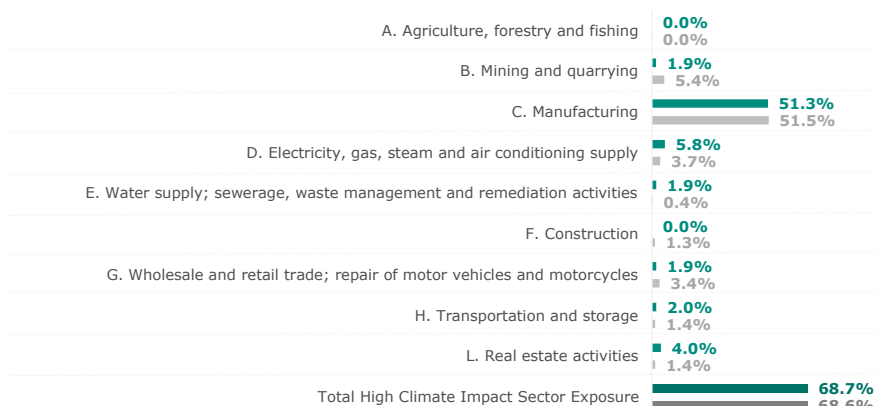 A. Agriculture, forestry and fishing 0.0%
0.0%
B. Mining and quarrying 1.9%
5.4%
C. Manufacturing 51.3%
51.5%
D. Electricity, gas, steam and air conditioning supply 5.8%
3.7%
E. Water supply; sewerage, waste management and remediation activities 1.9%
0.4%
F. Construction 0.0%
1.3%
G. Wholesale and retail trade; repair of motor vehicles and motorcycles 1.9%
3.4%
H. Transportation and storage 2.0%
1.4%
L. Real estate activities 4.0%
1.4%
Total High Climate Impact Sector Exposure 68.7%
68.6%